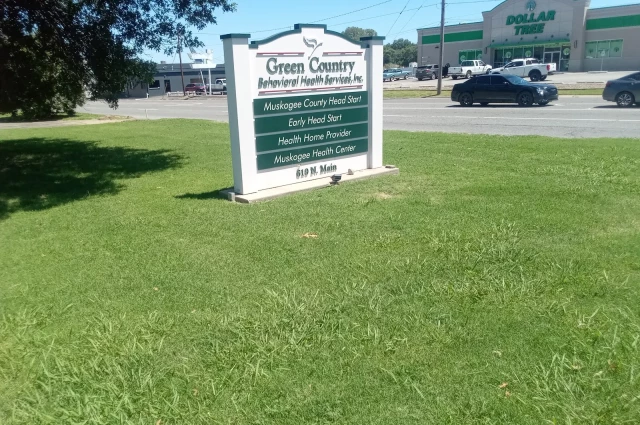 Green Country
Behavioral Health Services, Inc.
Muskogee County Head Start
Early Head Start
Health Home Provider
Muskogee Health Center
619 N. Main
DOLLAR
TREE